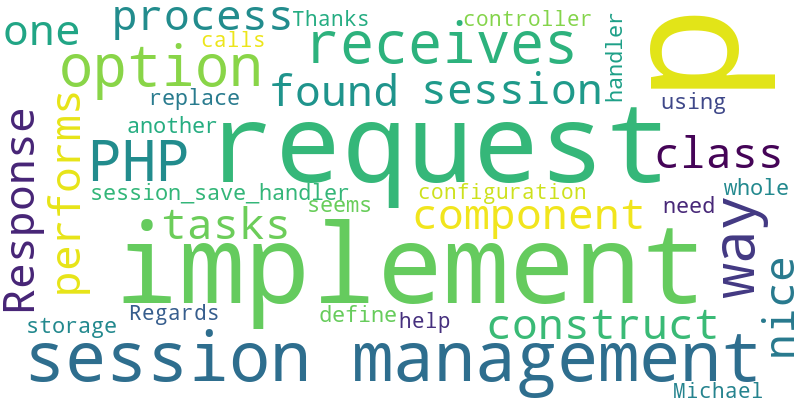 process
Thanks
controller
one
calls
receives
handler
p
option
replace
found
session
using
another
request
PHP
class
Response
performs
session_save_handler
configuration
whole
seems
need
tasks
component
way
implement
nice
storage
Regards
define
help
construct
session management
Michael